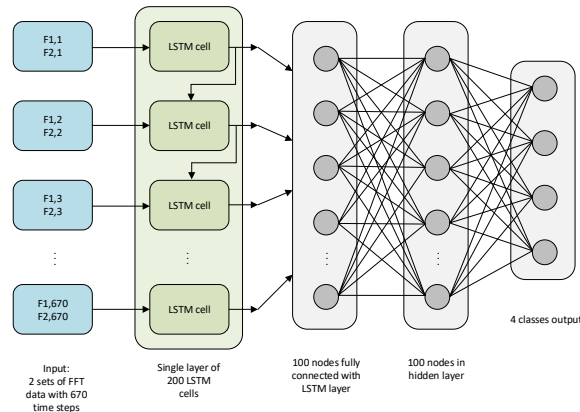 F1,1
F2,1
LSTM cell
F1,2
F2,2
LSTM cell
F1,3
F2,3
LSTM cell
F1,670
F2,670
LSTM cell
4 classes output
Input:
2 sets of FFT
data with 670
time steps
Single layer of
200 LSTM
cells
100 nodes fully
connected with
LSTM layer
100 nodes in
hidden layer